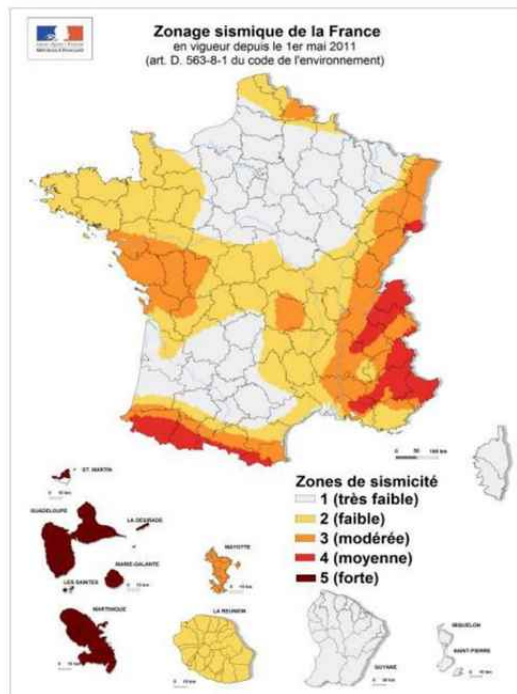 Zonage sismique de la France
en vigueur depuis le 1er mai 2011
(art. D. 563-8-1 du code de l'environnement)
ST. MARTIN
GUADELOUPE
LA DESIRADE
MARIE-GALANTE
LES SAINTES
MARTINIQUE
MAYOTTE
LA REUNION
GUYANE
MIQUELON
SAINT-PIERRE
Zones de sismicité
1 (très faible)
2 (faible)
3 (modérée)
4 (moyenne)
5 (forte)